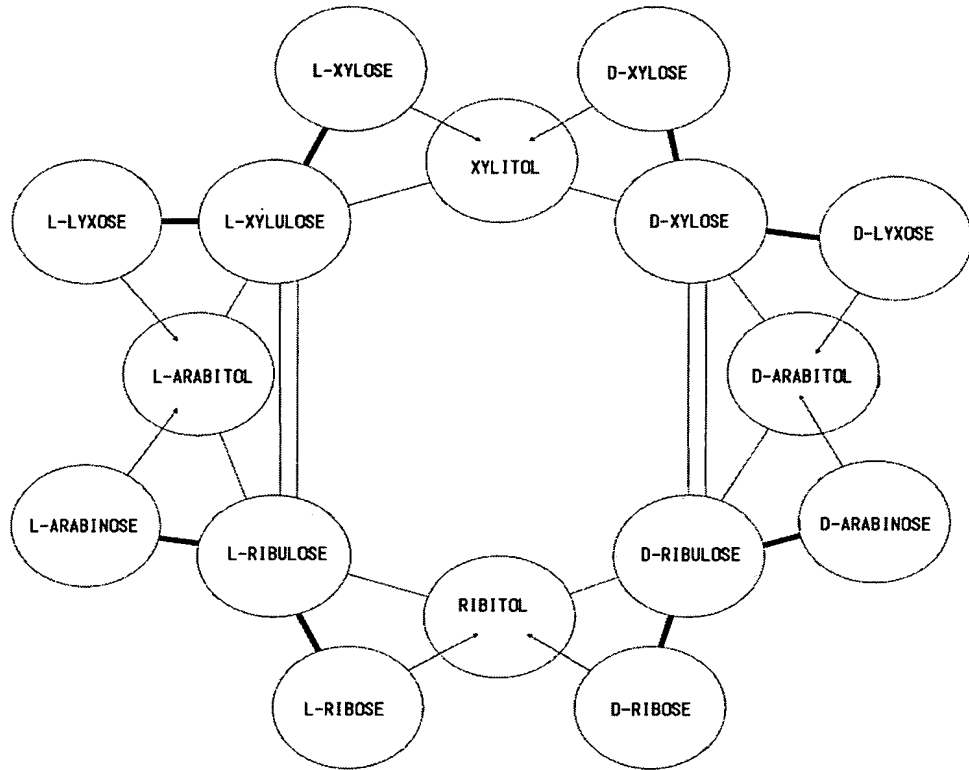 L-XYLOSE
D-XYLOSE
XYLITOL
L-LYXOSE
L-XYLULOSE
D-XYLOSE
D-LYXOSE
L-ARABITOL
D-ARABITOL
L-ARABINOSE
L-RIBULOSE
D-RIBULOSE
D-ARABINOSE
RIBITOL
L-RIBOSE
D-RIBOSE